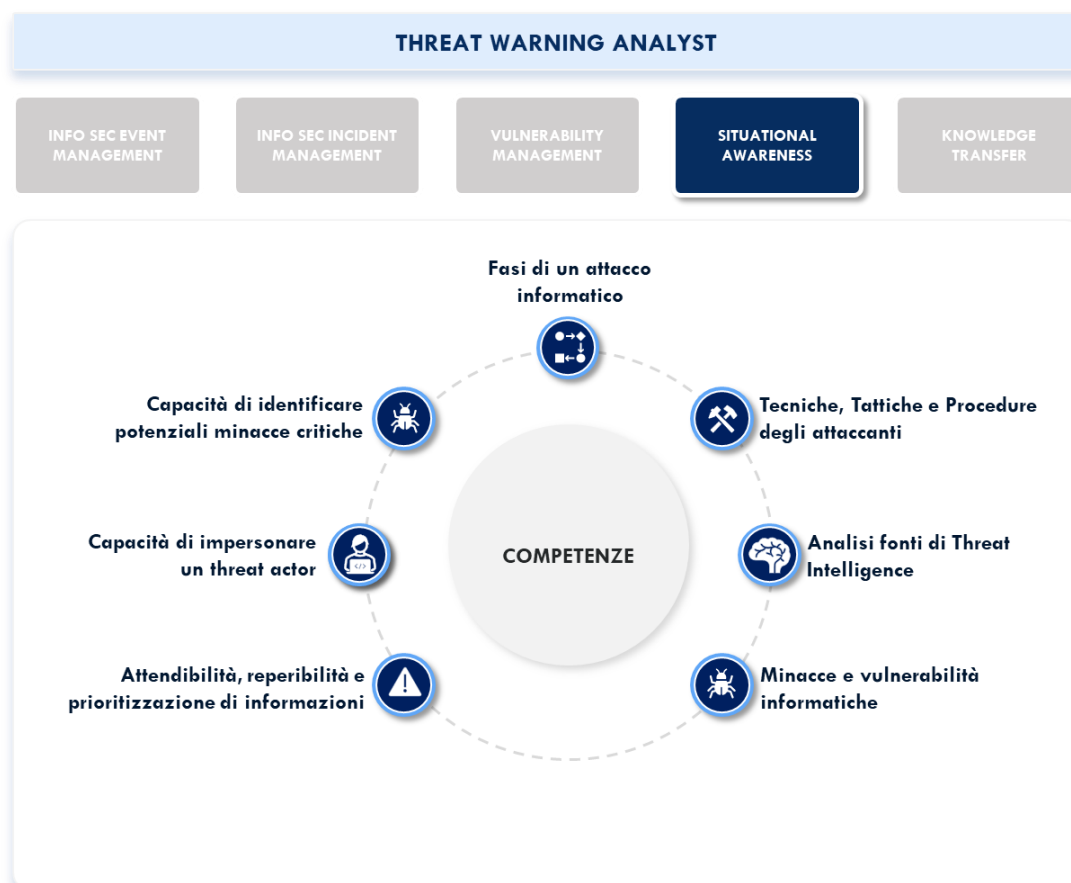 THREAT WARNING ANALYST
INFO SEC EVENT
MANAGEMENT
INFO SEC INCIDENT
MANAGEMENT
VULNERABILITY
MANAGEMENT
SITUATIONAL
AWARENESS
KNOWLEDGE
TRANSFER
Fasi di un attacco
informatico
Capacità di identificare
potenziali minacce critiche
Tecniche, Tattiche e Procedure
degli attaccanti
Capacità di impersonare
un threat actor
COMPETENZE
Analisi fonti di Threat
Intelligence
Attendibilità, reperibilità e
prioritizzazione di informazioni
Minacce e vulnerabilità
informatiche